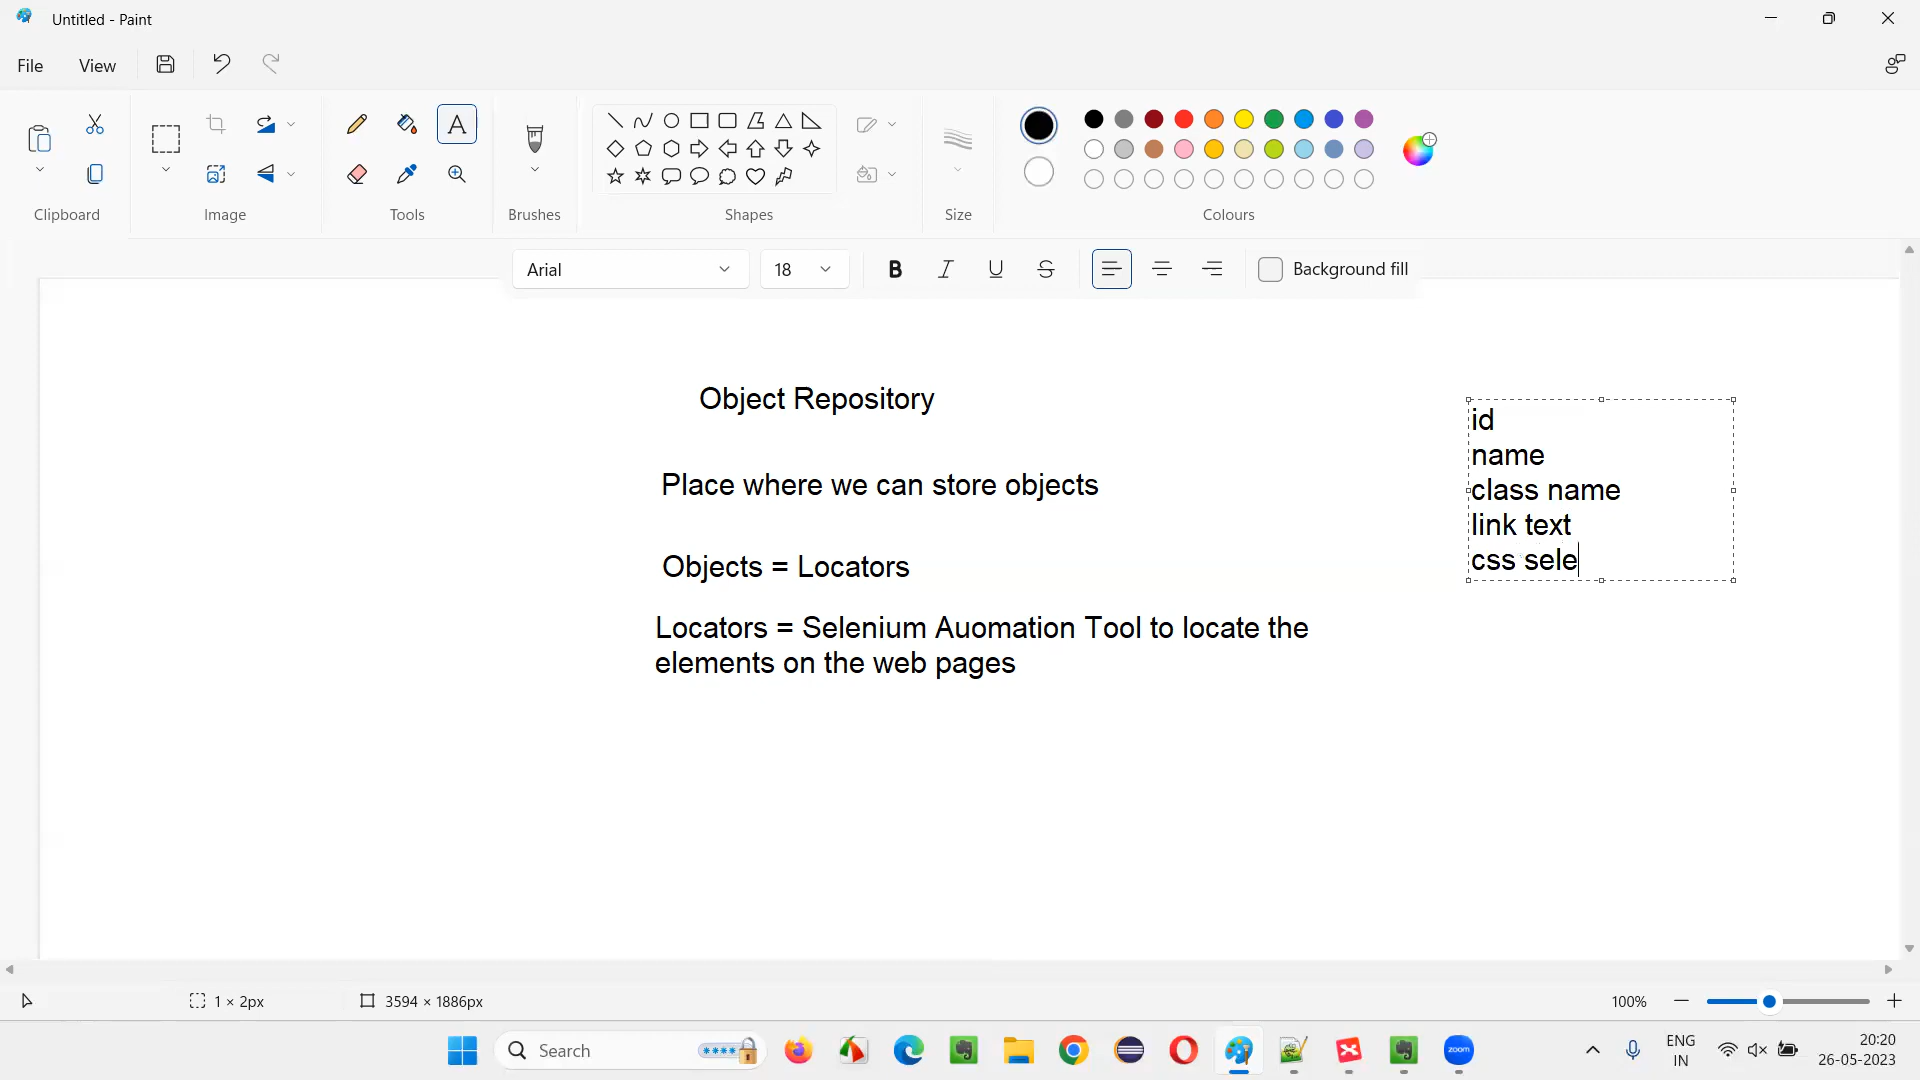 Untitled - Paint
File
View
Clipboard
Image
Tools
Brushes
Shapes
Size
Colours
Arial
18
B
I
U
S
Background fill
Object Repository
Place where we can store objects
Objects = Locators
Locators = Selenium Auomation Tool to locate the
elements on the web pages
id
name
class name
link text
css sele
1 × 2px
3594 × 1886px
100%
Search
zoom
ENG
IN
20:20
26-05-2023